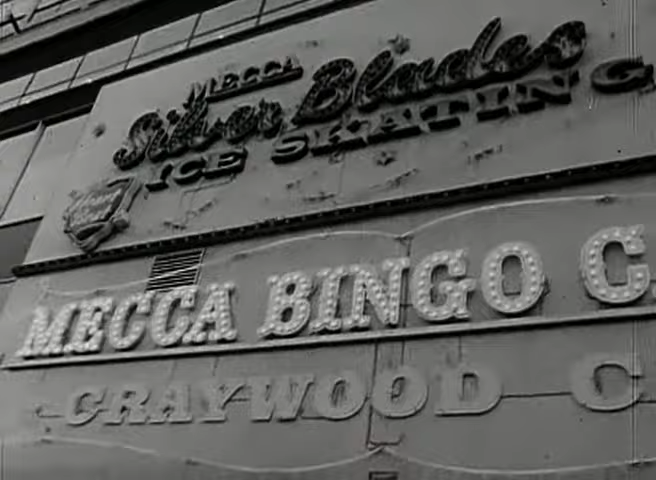 MECCA
Silver Blades
ICE SKATING
MECCA BINGO C
GRAYWOOD C